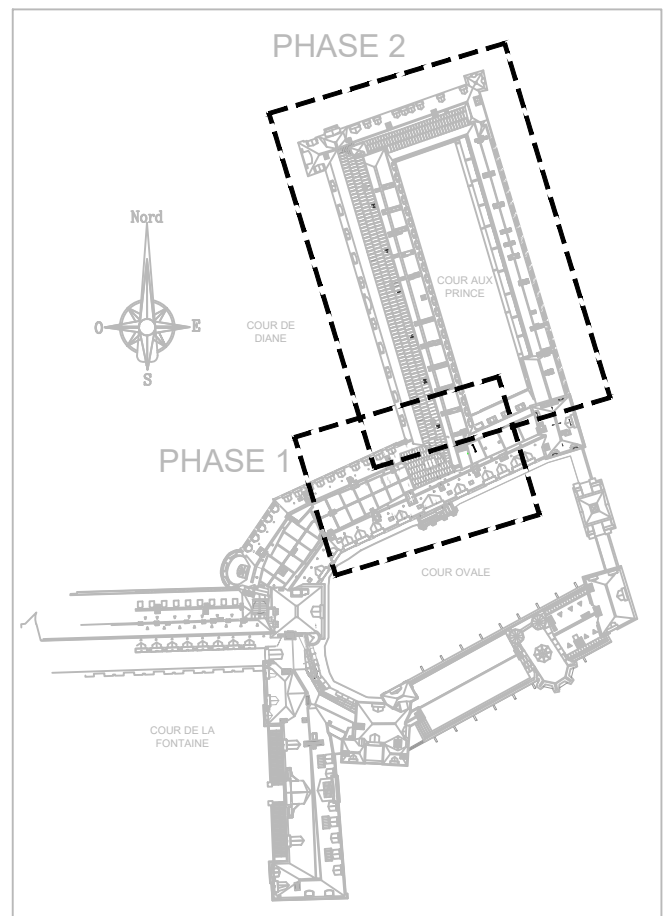 PHASE 2
Nord
O
E
S
COUR AUX
PRINCE
COUR DE
DIANE
PHASE 1
COUR OVALE
COUR DE LA
FONTAINE